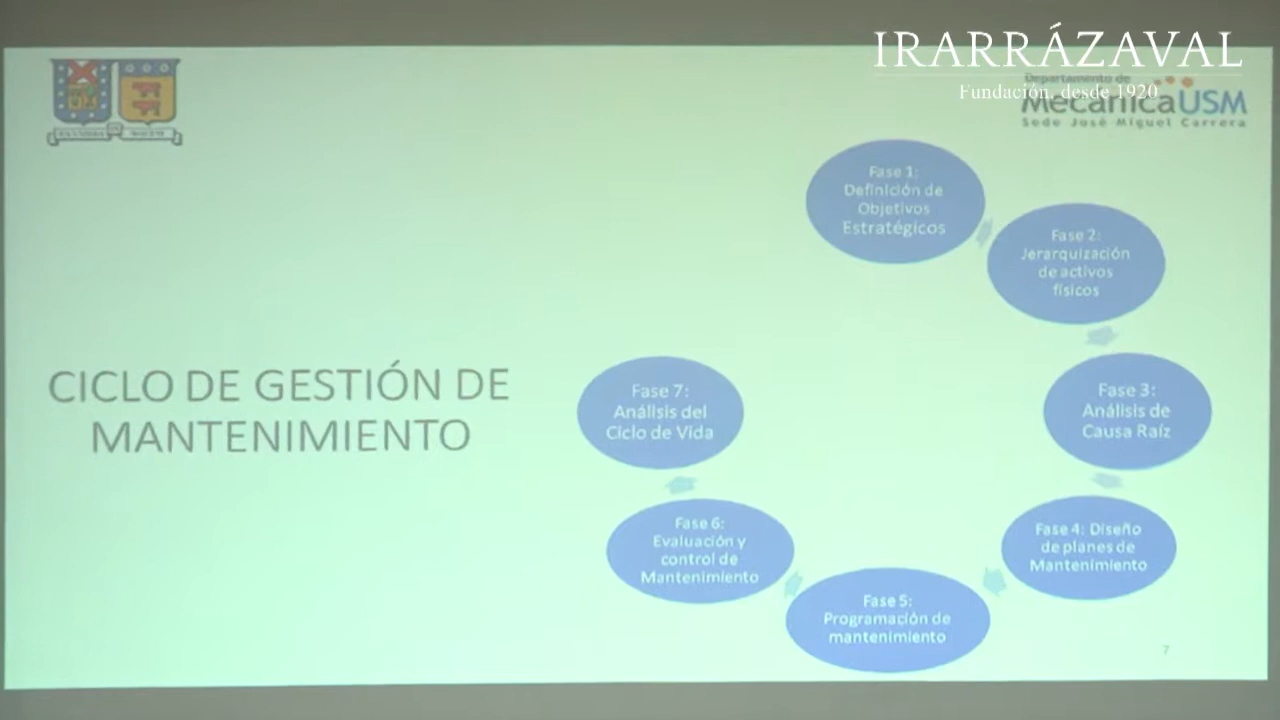 IRARRÁZAVAL
Fundación, desde 1920
Departamento de
MecánicaUSM
Sede José Miguel Carrera
CICLO DE GESTIÓN DE
MANTENIMIENTO
Fase 1:
Definición de
Objetivos
Estratégicos
Fase 2:
Jerarquización
de activos
físicos
Fase 3:
Análisis de
Causa Raíz
Fase 4: Diseño
de planes de
Mantenimiento
Fase 5:
Programación de
mantenimiento
Fase 6:
Evaluación y
control de
Mantenimiento
Fase 7:
Análisis del
Ciclo de Vida
7